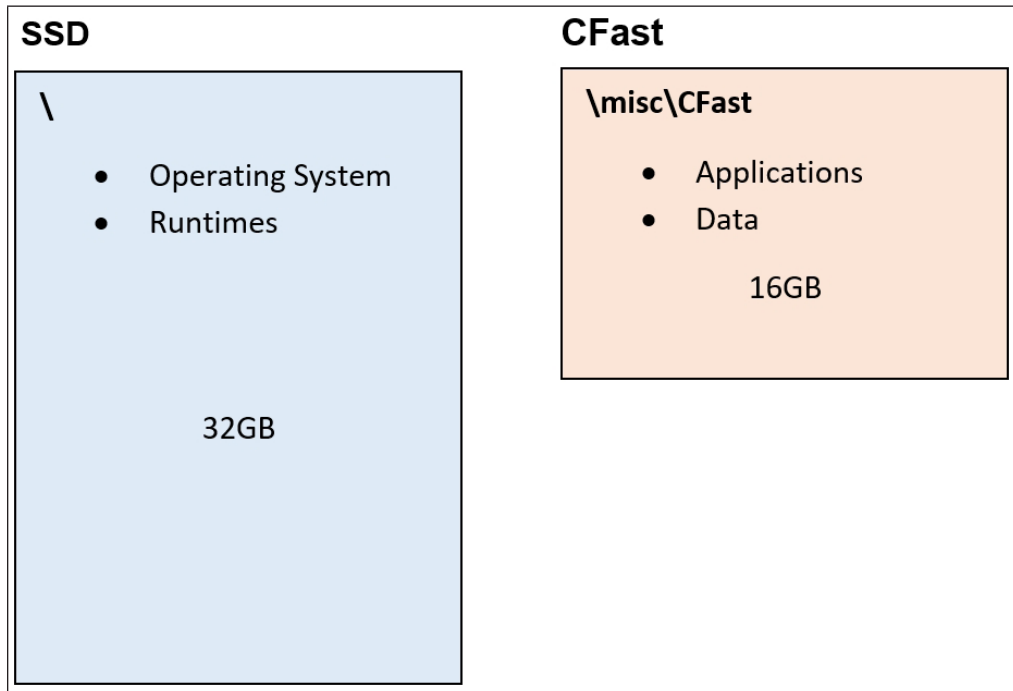 SSD
\
• Operating System
• Runtimes
32GB
CFast
\misc\CFast
• Applications
• Data
16GB